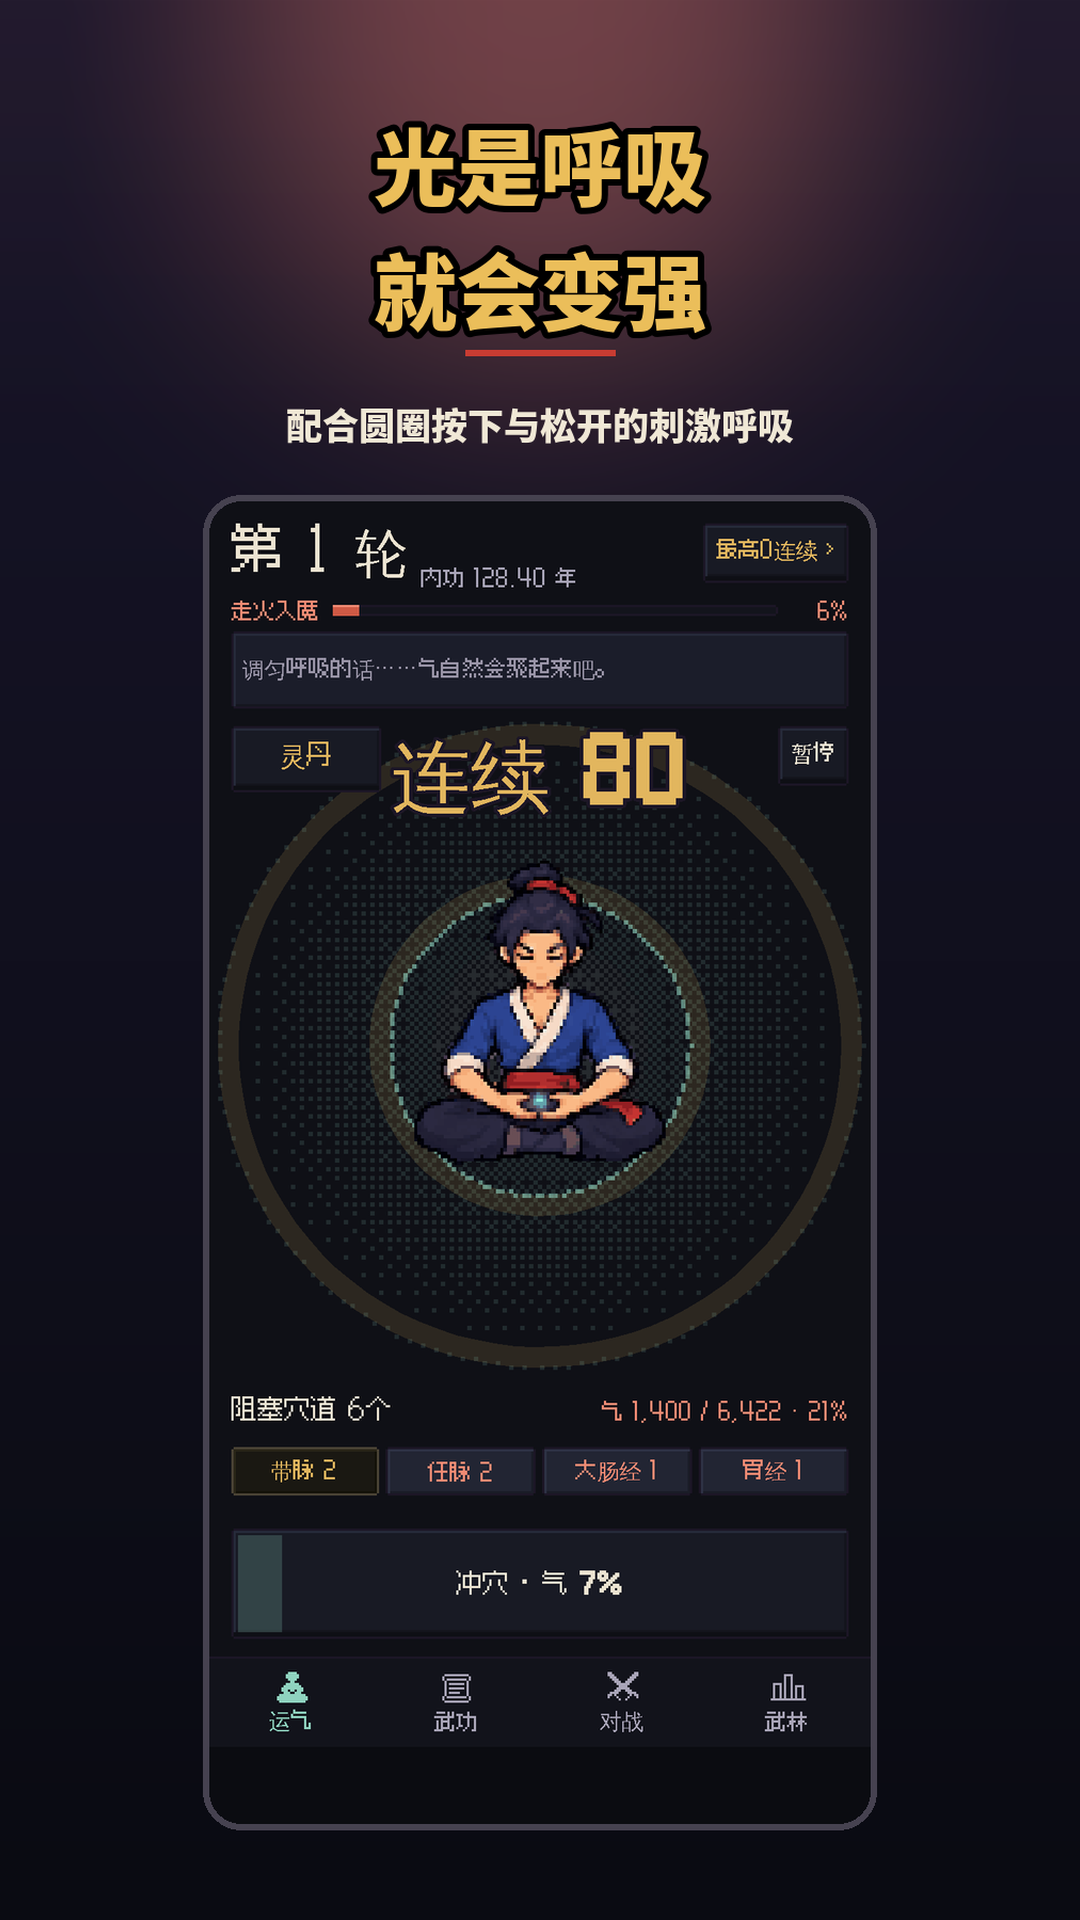 光是呼吸
就会变强
配合圆圈按下与松开的刺激呼吸
第 1 轮 内功 128.40 年
最高0连续 >
走火入魔 6%
调匀呼吸的话……气自然会聚起来吧。
灵丹
连续 80
暂停
阻塞穴道 6个
气 1,400 / 6,422 · 21%
带脉 2
任脉 2
大肠经 1
胃经 1
冲穴 · 气 7%
运气
武功
对战
武林